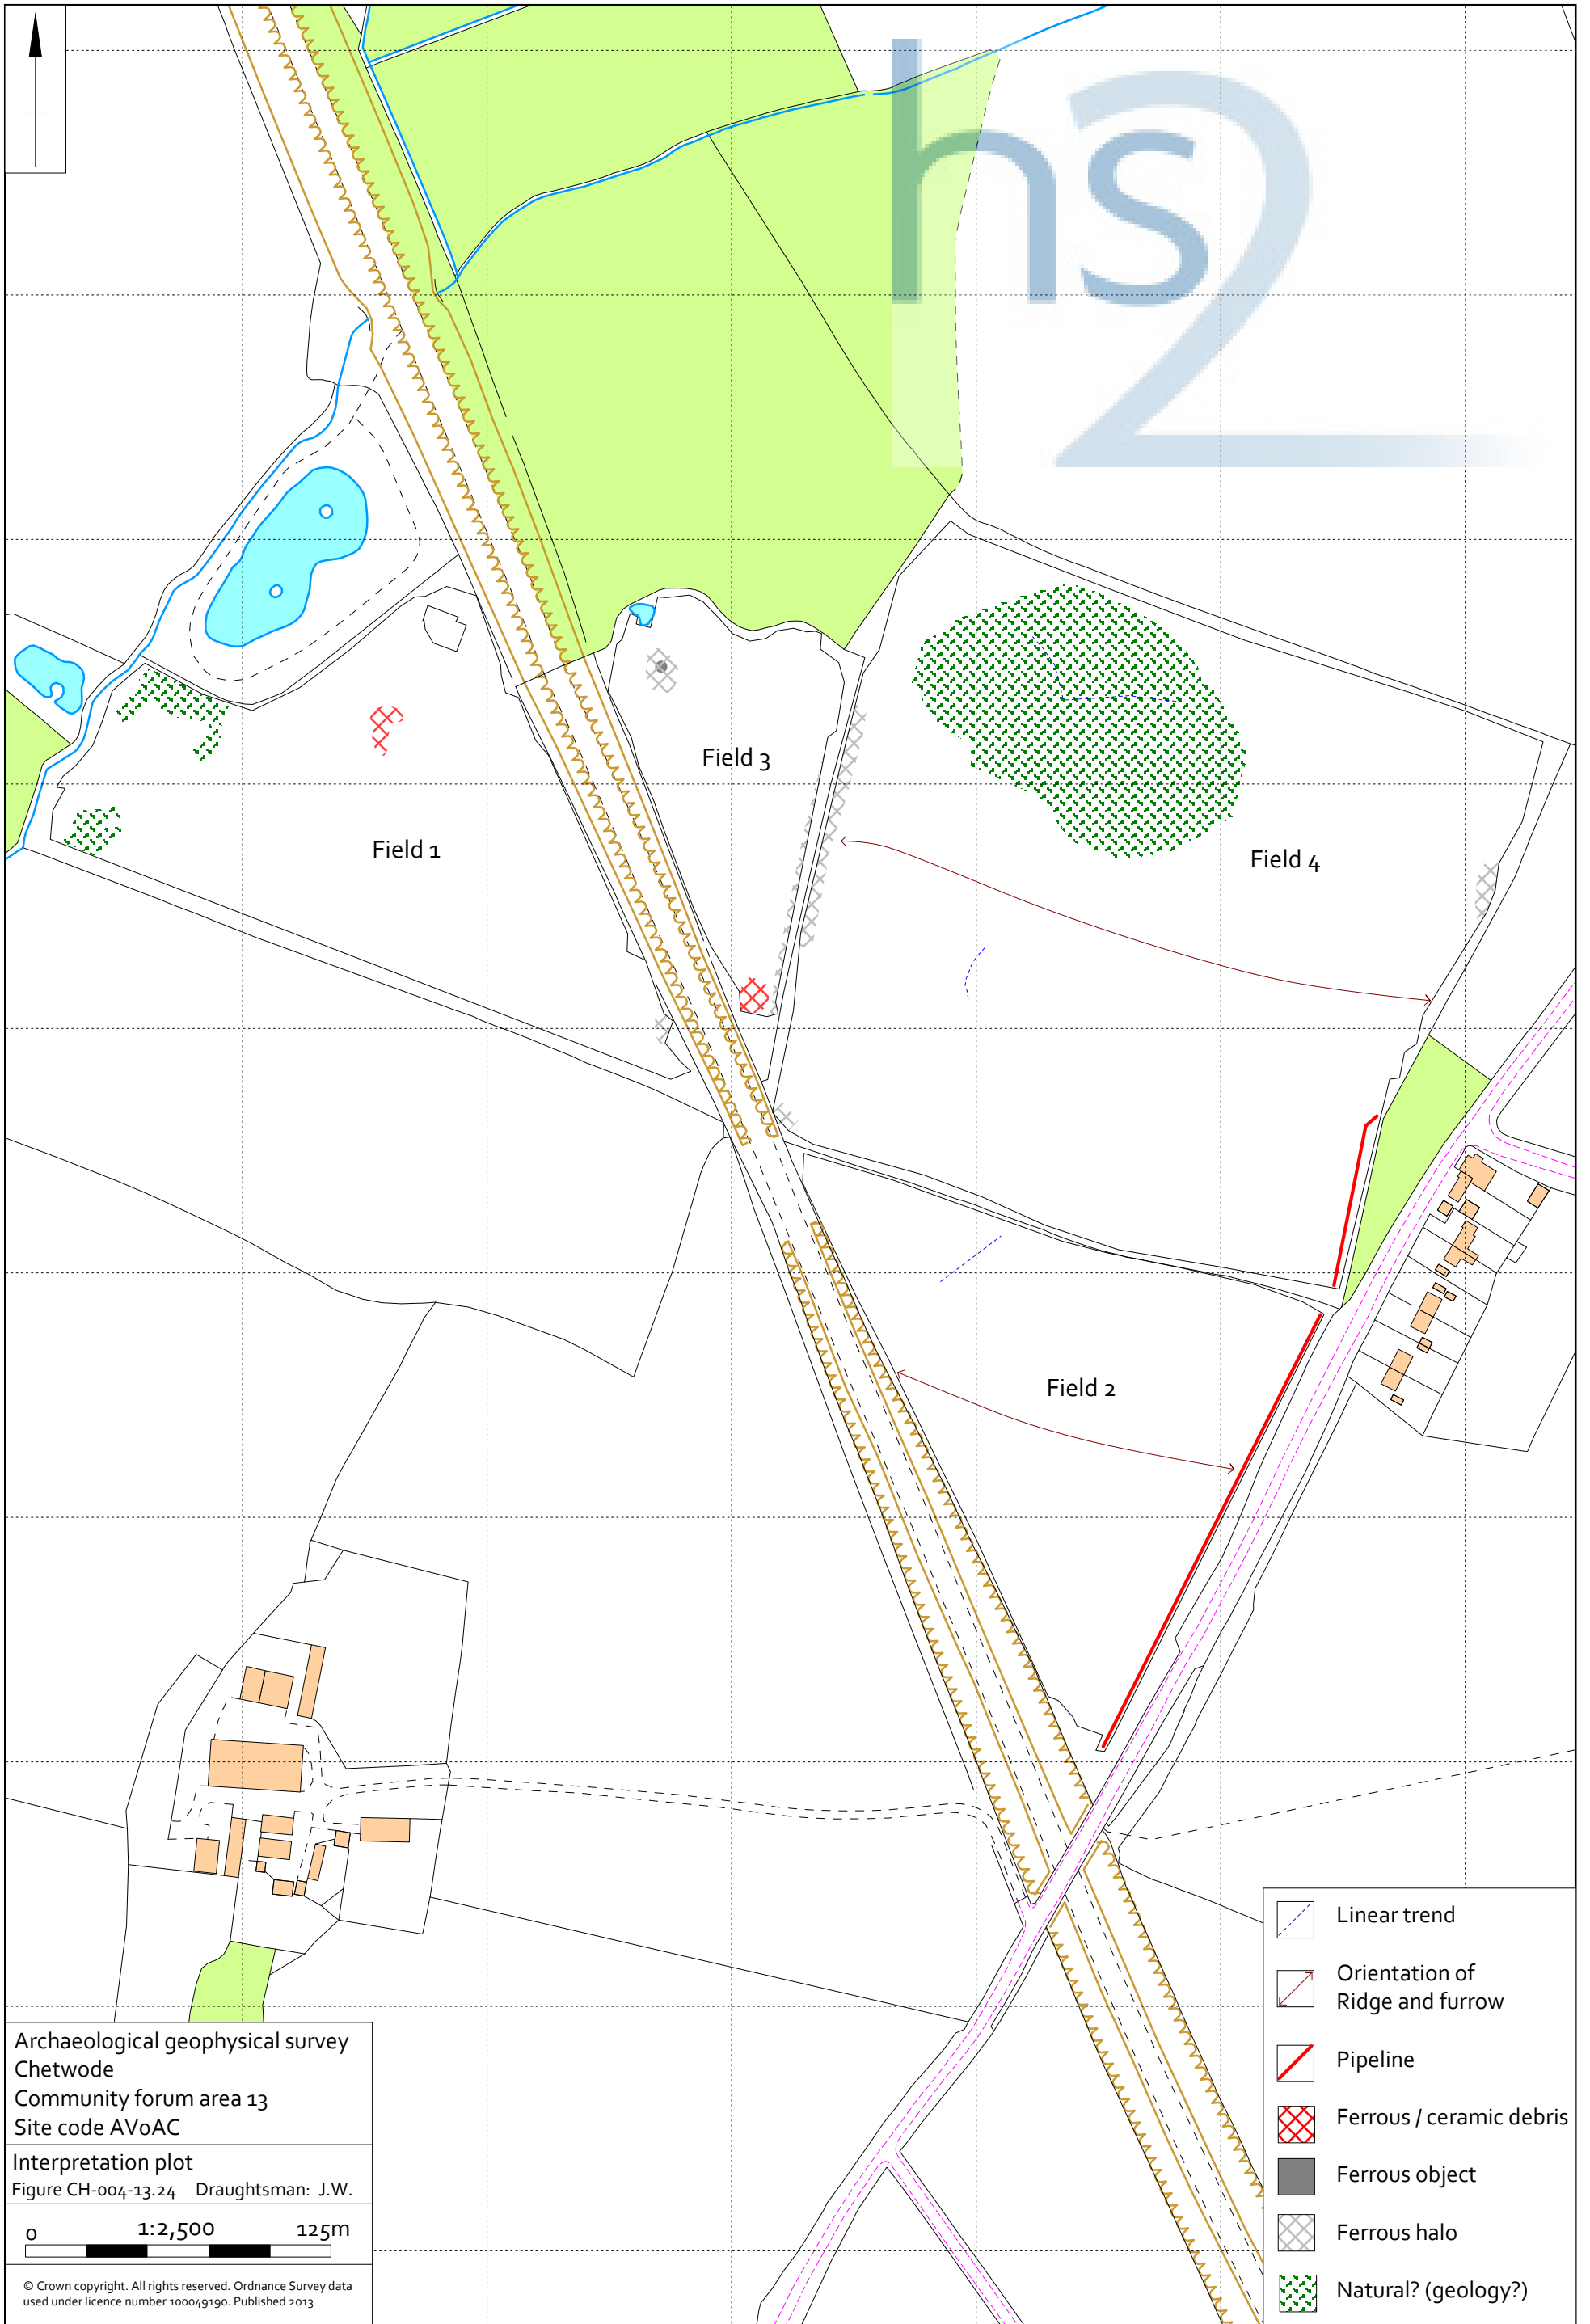 hs2
Field 3
Field 1
Field 4
Field 2
Linear trend
Orientation of
Ridge and furrow
Pipeline
Ferrous / ceramic debris
Ferrous object
Ferrous halo
Natural? (geology?)
Archaeological geophysical survey
Chetwode
Community forum area 13
Site code AV0AC
Interpretation plot
Figure CH-004-13.24 Draughtsman: J.W.
0 1:2,500 125m
© Crown copyright. All rights reserved. Ordnance Survey data
used under licence number 100049190. Published 2013